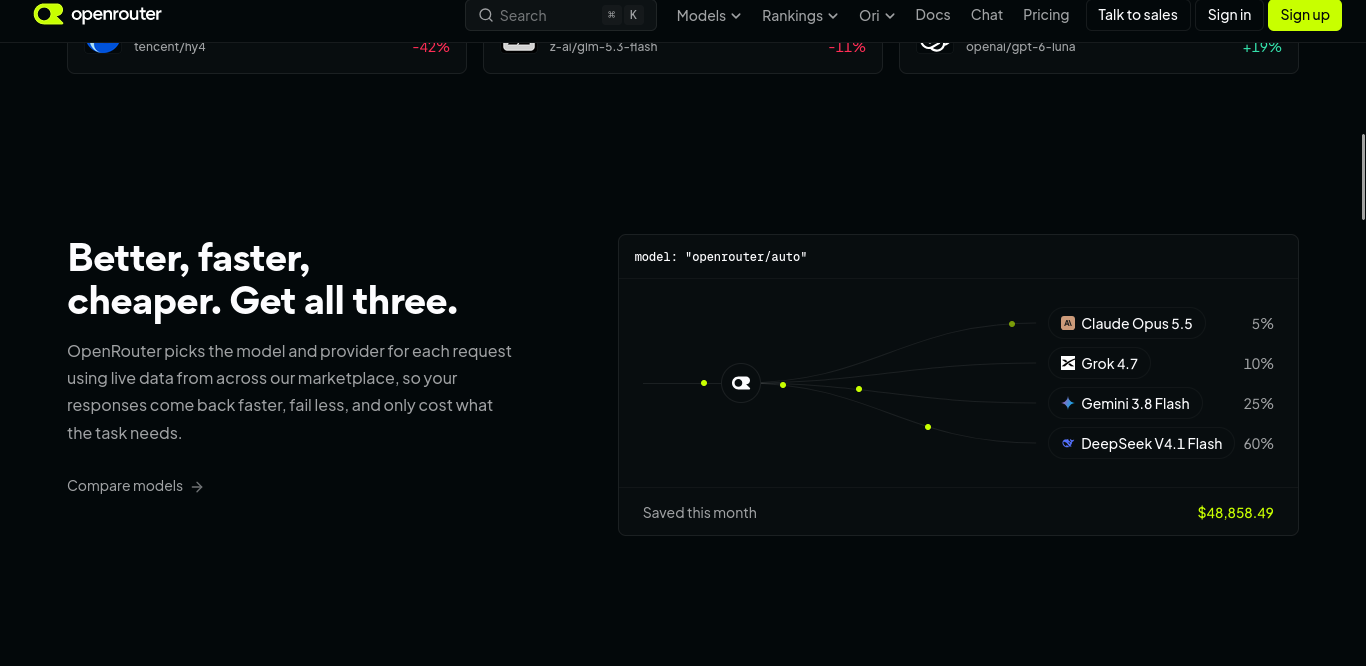 openrouter
Search ⌘ K
Models
Rankings
Ori
Docs
Chat
Pricing
Talk to sales
Sign in
Sign up
tencent/hy4 -42%
z-ai/glm-5.3-flash -11%
openai/gpt-6-luna +19%
Better, faster,
cheaper. Get all three.
OpenRouter picks the model and provider for each request
using live data from across our marketplace, so your
responses come back faster, fail less, and only cost what
the task needs.
Compare models →
model: "openrouter/auto"
Claude Opus 5.5 5%
Grok 4.7 10%
Gemini 3.8 Flash 25%
DeepSeek V4.1 Flash 60%
Saved this month $48,858.49